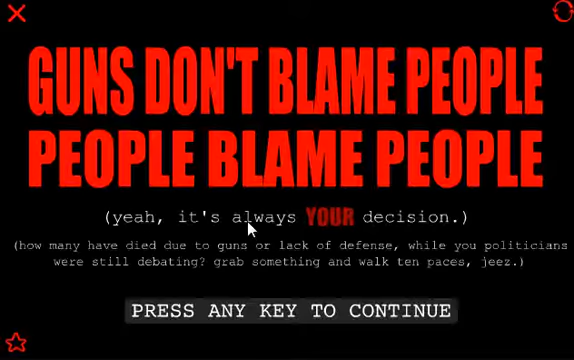 GUNS DON'T BLAME PEOPLE
PEOPLE BLAME PEOPLE
(yeah, it's always YOUR decision.)
(how many have died due to guns or lack of defense, while you politicians
were still debating? grab something and walk ten paces, jeez.)
PRESS ANY KEY TO CONTINUE